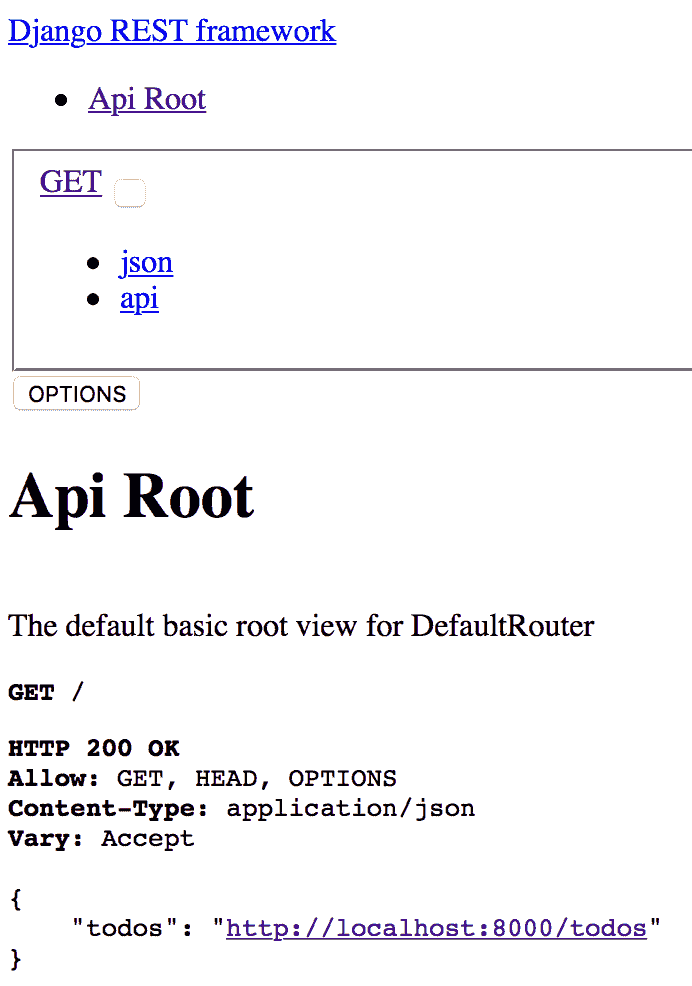 Django REST framework
Api Root
GET
json
api
OPTIONS
Api Root
The default basic root view for DefaultRouter
GET /
HTTP 200 OK
Allow: GET, HEAD, OPTIONS
Content-Type: application/json
Vary: Accept
{
    "todos": "http://localhost:8000/todos"
}